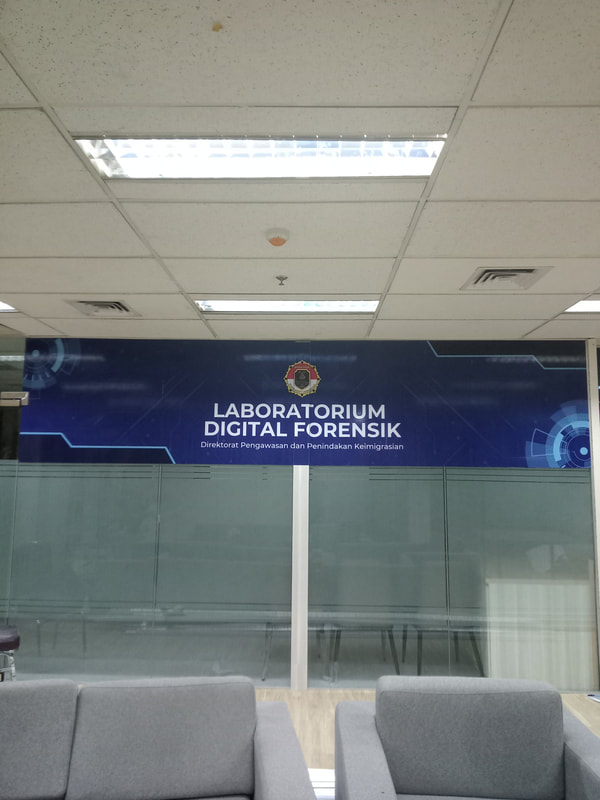 LABORATORIUM
DIGITAL FORENSIK
Direktorat Pengawasan dan Penindakan Keimigrasian